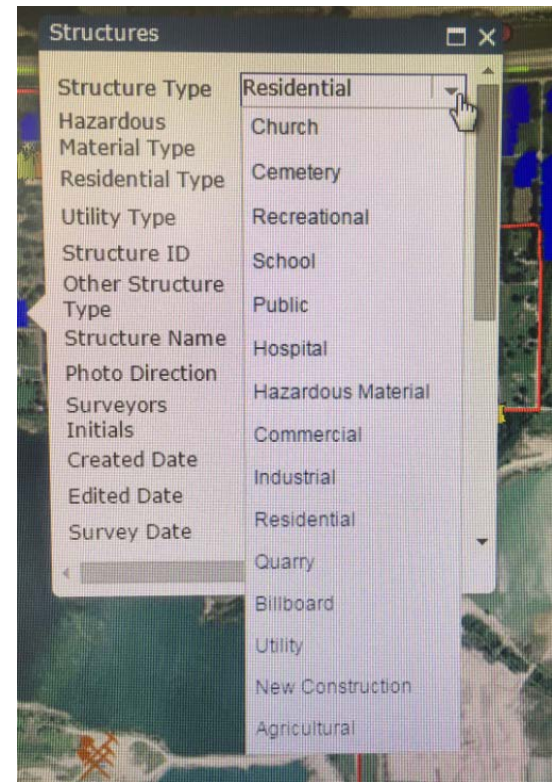 Structures
Structure Type
Residential
Hazardous
Material Type
Residential Type
Utility Type
Structure ID
Other Structure
Type
Structure Name
Photo Direction
Surveyors
Initials
Created Date
Edited Date
Survey Date
Church
Cemetery
Recreational
School
Public
Hospital
Hazardous Material
Commercial
Industrial
Residential
Quarry
Billboard
Utility
New Construction
Agricultural